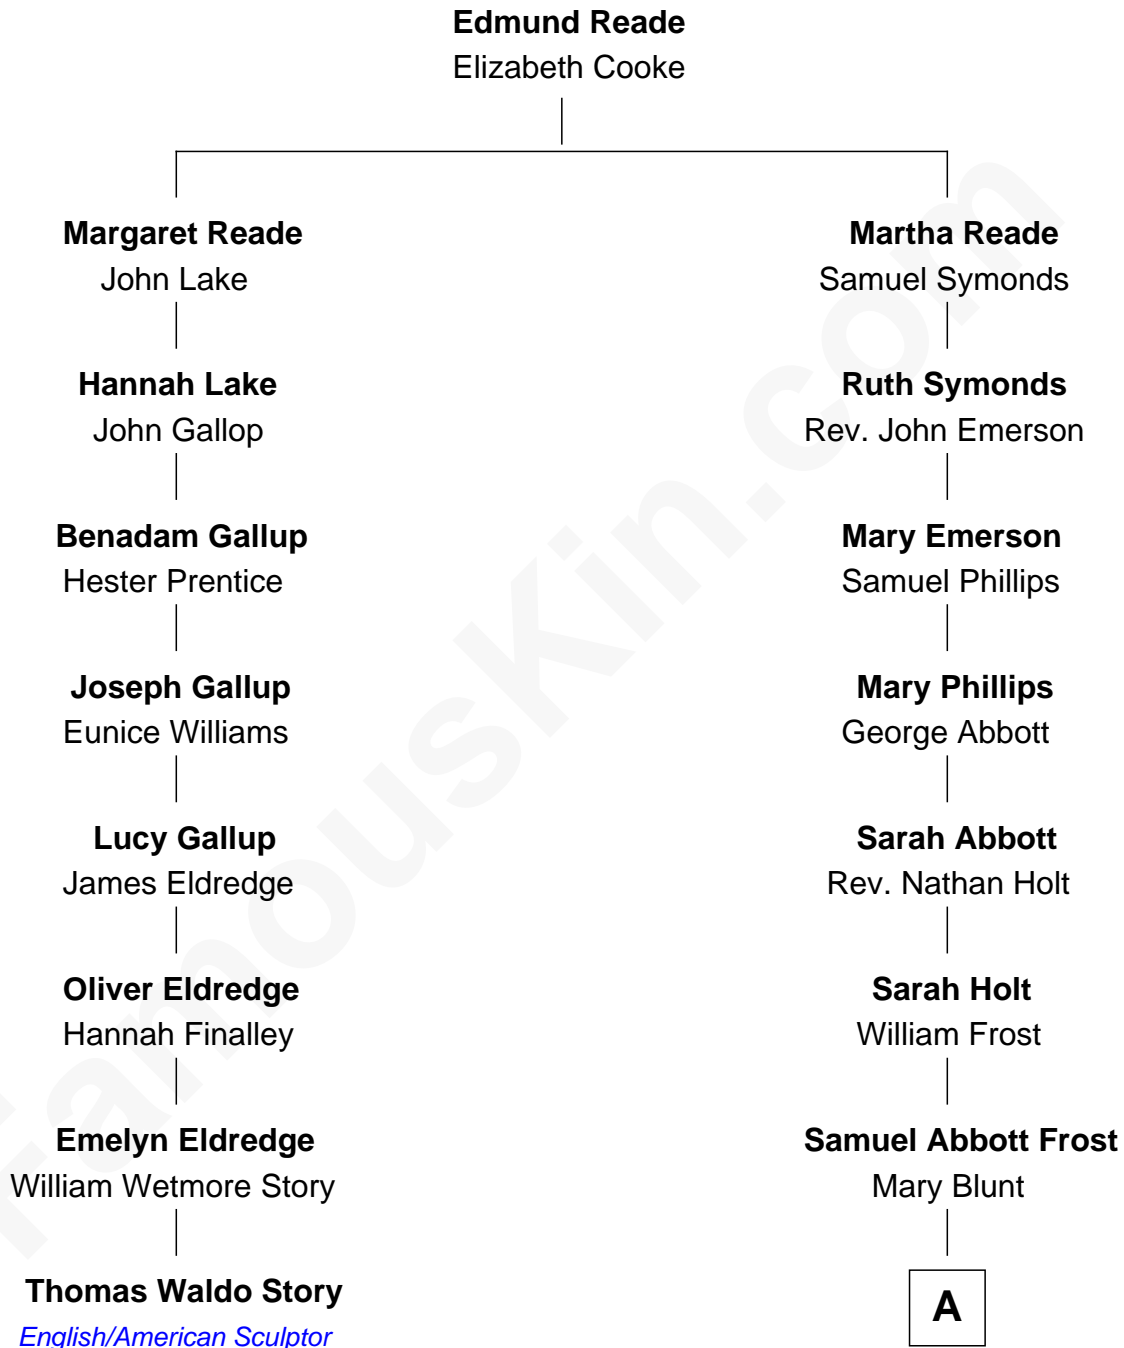 Edmund Reade
Elizabeth Cooke
Margaret Reade
John Lake
Hannah Lake
John Gallop
Benadam Gallup
Hester Prentice
Joseph Gallup
Eunice Williams
Lucy Gallup
James Eldredge
Oliver Eldredge
Hannah Finalley
Emelyn Eldredge
William Wetmore Story
Thomas Waldo Story
English/American Sculptor
Martha Reade
Samuel Symonds
Ruth Symonds
Rev. John Emerson
Mary Emerson
Samuel Phillips
Mary Phillips
George Abbott
Sarah Abbott
Rev. Nathan Holt
Sarah Holt
William Frost
Samuel Abbott Frost
Mary Blunt
A
FamousKin.com